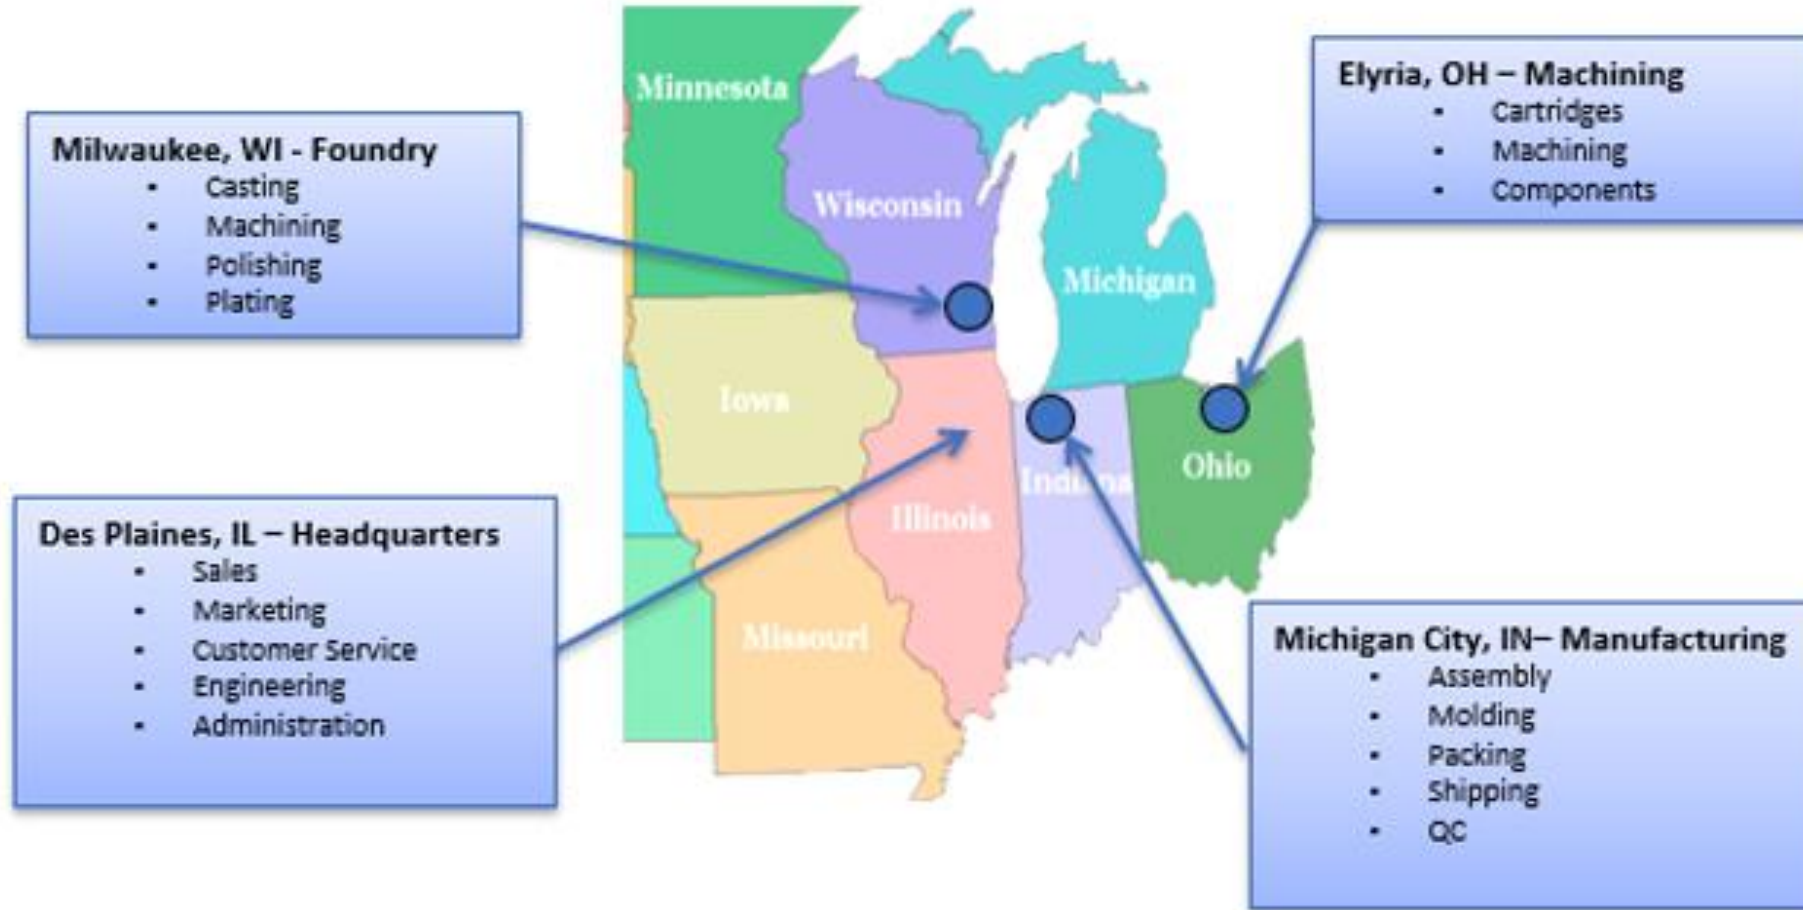 Milwaukee, WI - Foundry
▪ Casting
▪ Machining
▪ Polishing
▪ Plating
Des Plaines, IL – Headquarters
▪ Sales
▪ Marketing
▪ Customer Service
▪ Engineering
▪ Administration
Minnesota
Wisconsin
Michigan
Iowa
Illinois
Indiana
Ohio
Missouri
Elyria, OH – Machining
▪ Cartridges
▪ Machining
▪ Components
Michigan City, IN– Manufacturing
▪ Assembly
▪ Molding
▪ Packing
▪ Shipping
▪ QC